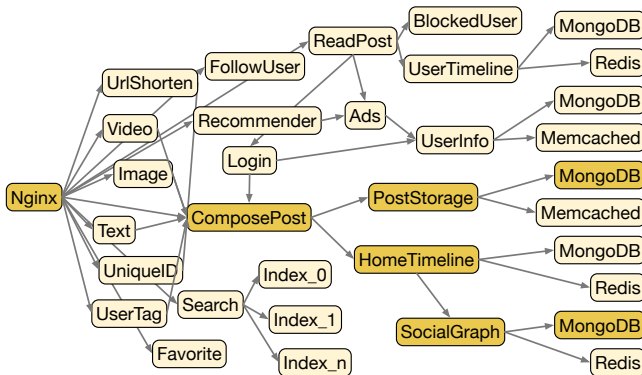 BlockedUser
MongoDB
ReadPost
UserTimeline
Redis
FollowUser
UrlShorten
MongoDB
Video
Recommender
Ads
UserInfo
Memcached
Login
Image
MongoDB
Nginx
PostStorage
ComposePost
Memcached
Text
MongoDB
UniqueID
HomeTimeline
Index_0
Redis
UserTag
Search
Index_1
SocialGraph
MongoDB
Favorite
Index_n
Redis